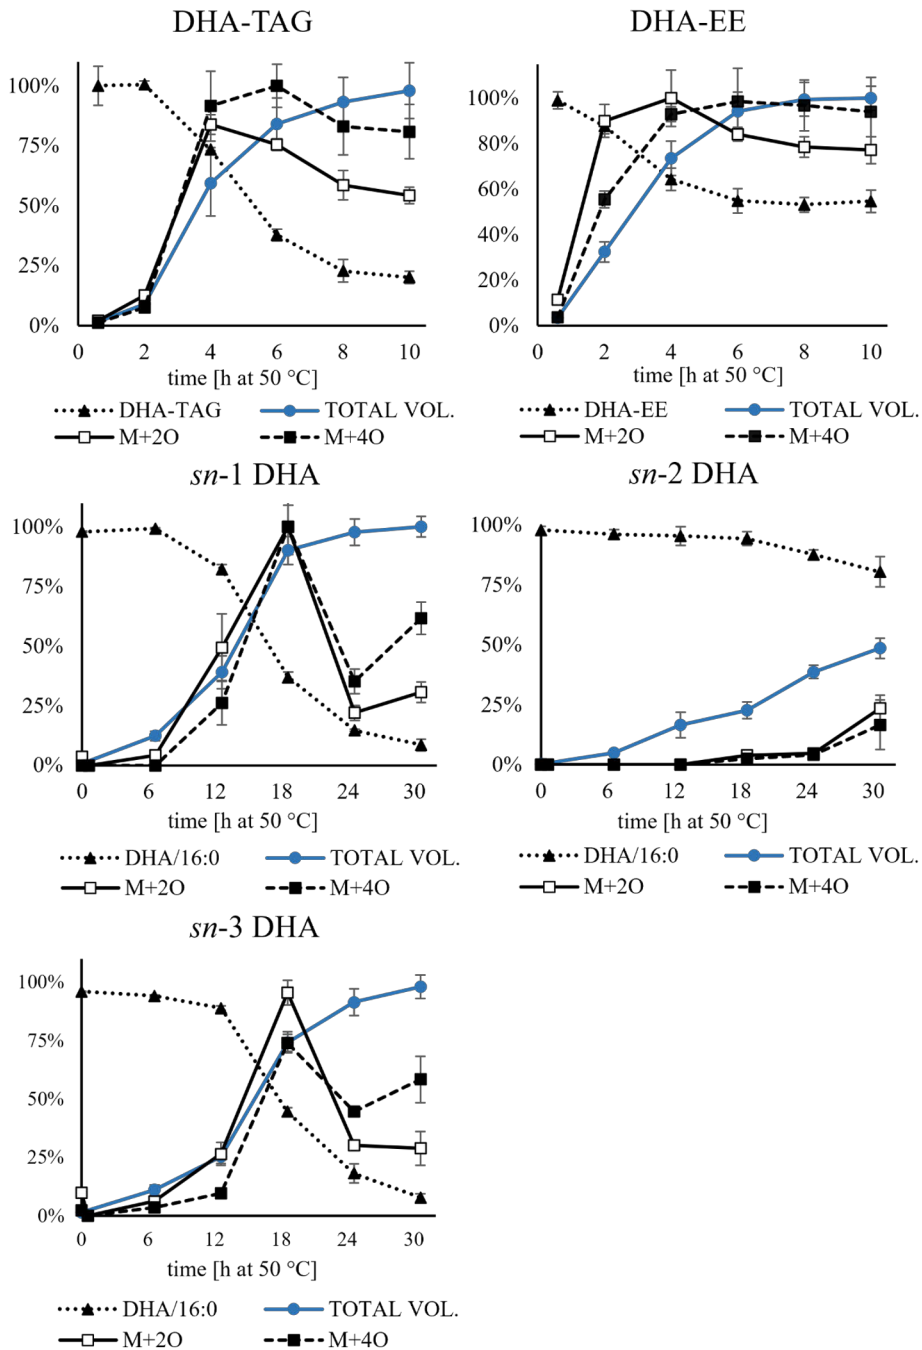 DHA-TAG
100%
75%
50%
25%
0%
0 2 4 6 8 10
time [h at 50 °C]
DHA-TAG TOTAL VOL.
M+2O M+4O
DHA-EE
100%
80%
60%
40%
20%
0%
0 2 4 6 8 10
time [h at 50 °C]
DHA-EE TOTAL VOL.
M+2O M+4O
sn-1 DHA
100%
75%
50%
25%
0%
0 6 12 18 24 30
time [h at 50 °C]
DHA/16:0 TOTAL VOL.
M+2O M+4O
sn-2 DHA
100%
75%
50%
25%
0%
0 6 12 18 24 30
time [h at 50 °C]
DHA/16:0 TOTAL VOL.
M+2O M+4O
sn-3 DHA
100%
75%
50%
25%
0%
0 6 12 18 24 30
time [h at 50 °C]
DHA/16:0 TOTAL VOL.
M+2O M+4O